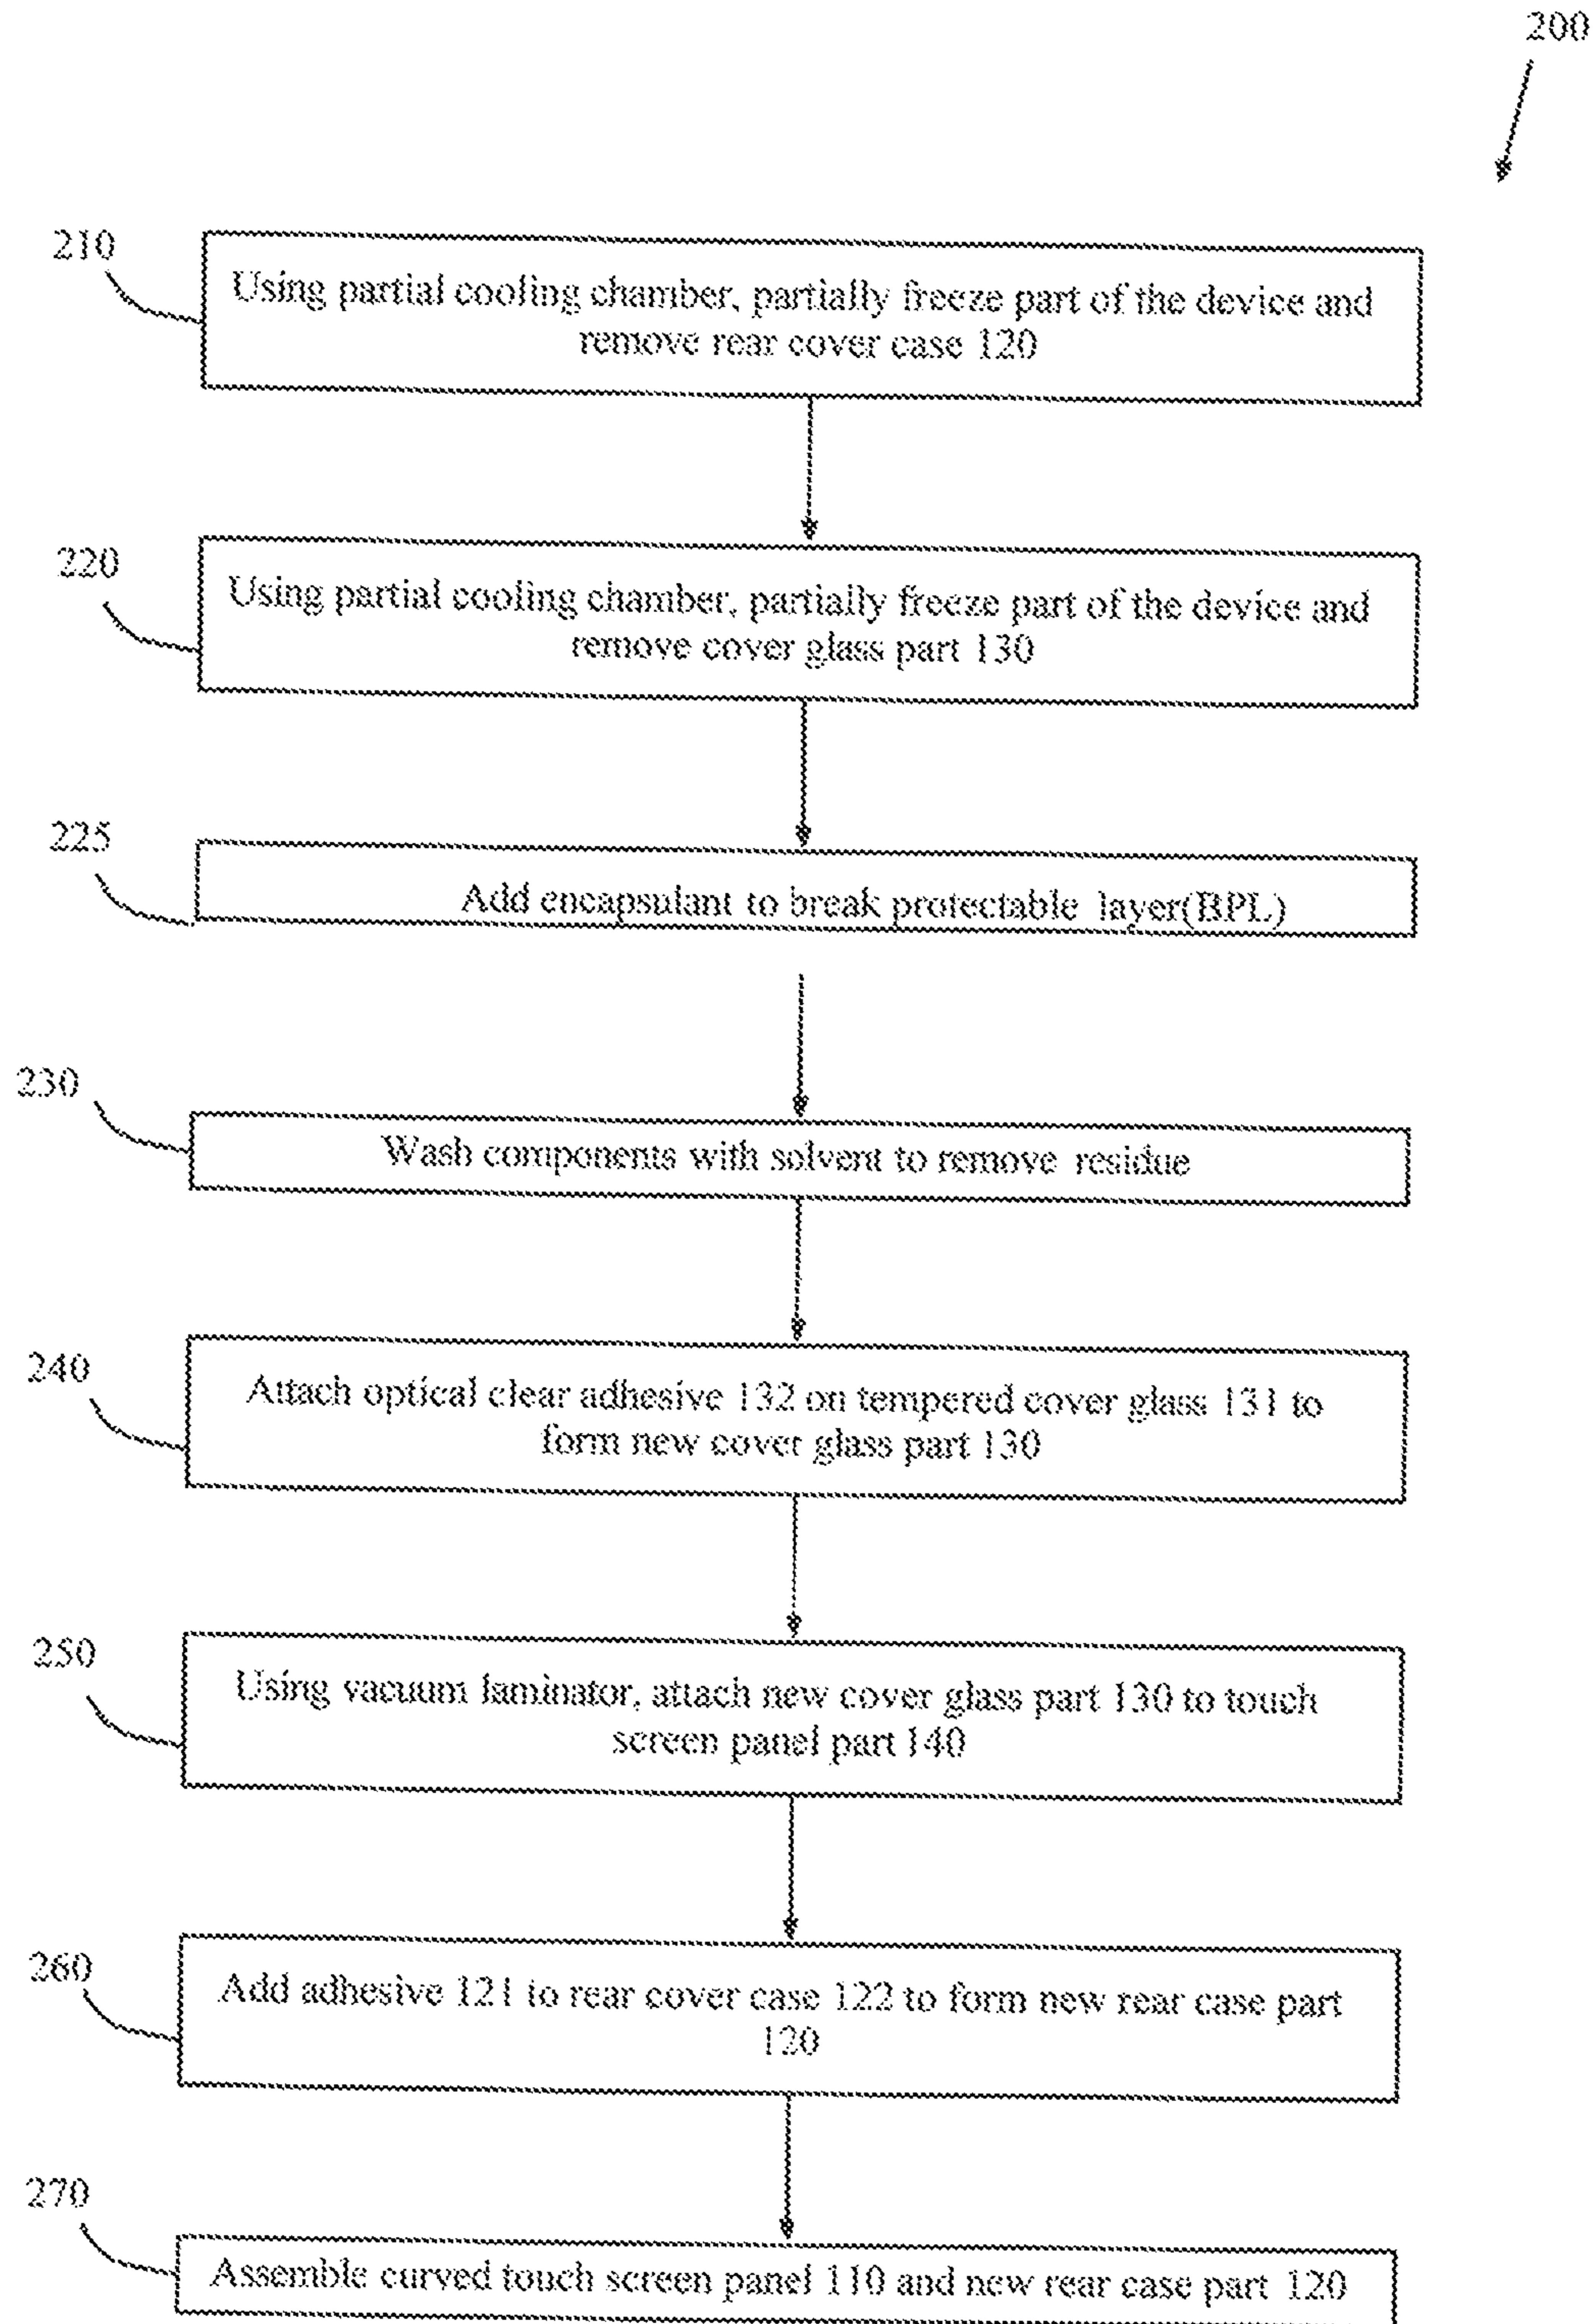 200
210
Using partial cooling chamber, partially freeze part of the device and
remove rear cover case 120
220
Using partial cooling chamber, partially freeze part of the device and
remove cover glass part 130
225
Add encapsulant to break protectable layer(BPL)
230
Wash components with solvent to remove residue
240
Attach optical clear adhesive 132 on tempered cover glass 131 to
form new cover glass part 130
250
Using vacuum laminator, attach new cover glass part 130 to touch
screen panel part 140
260
Add adhesive 121 to rear cover case 122 to form new rear case part
120
270
Assemble curved touch screen panel 110 and new rear case part 120